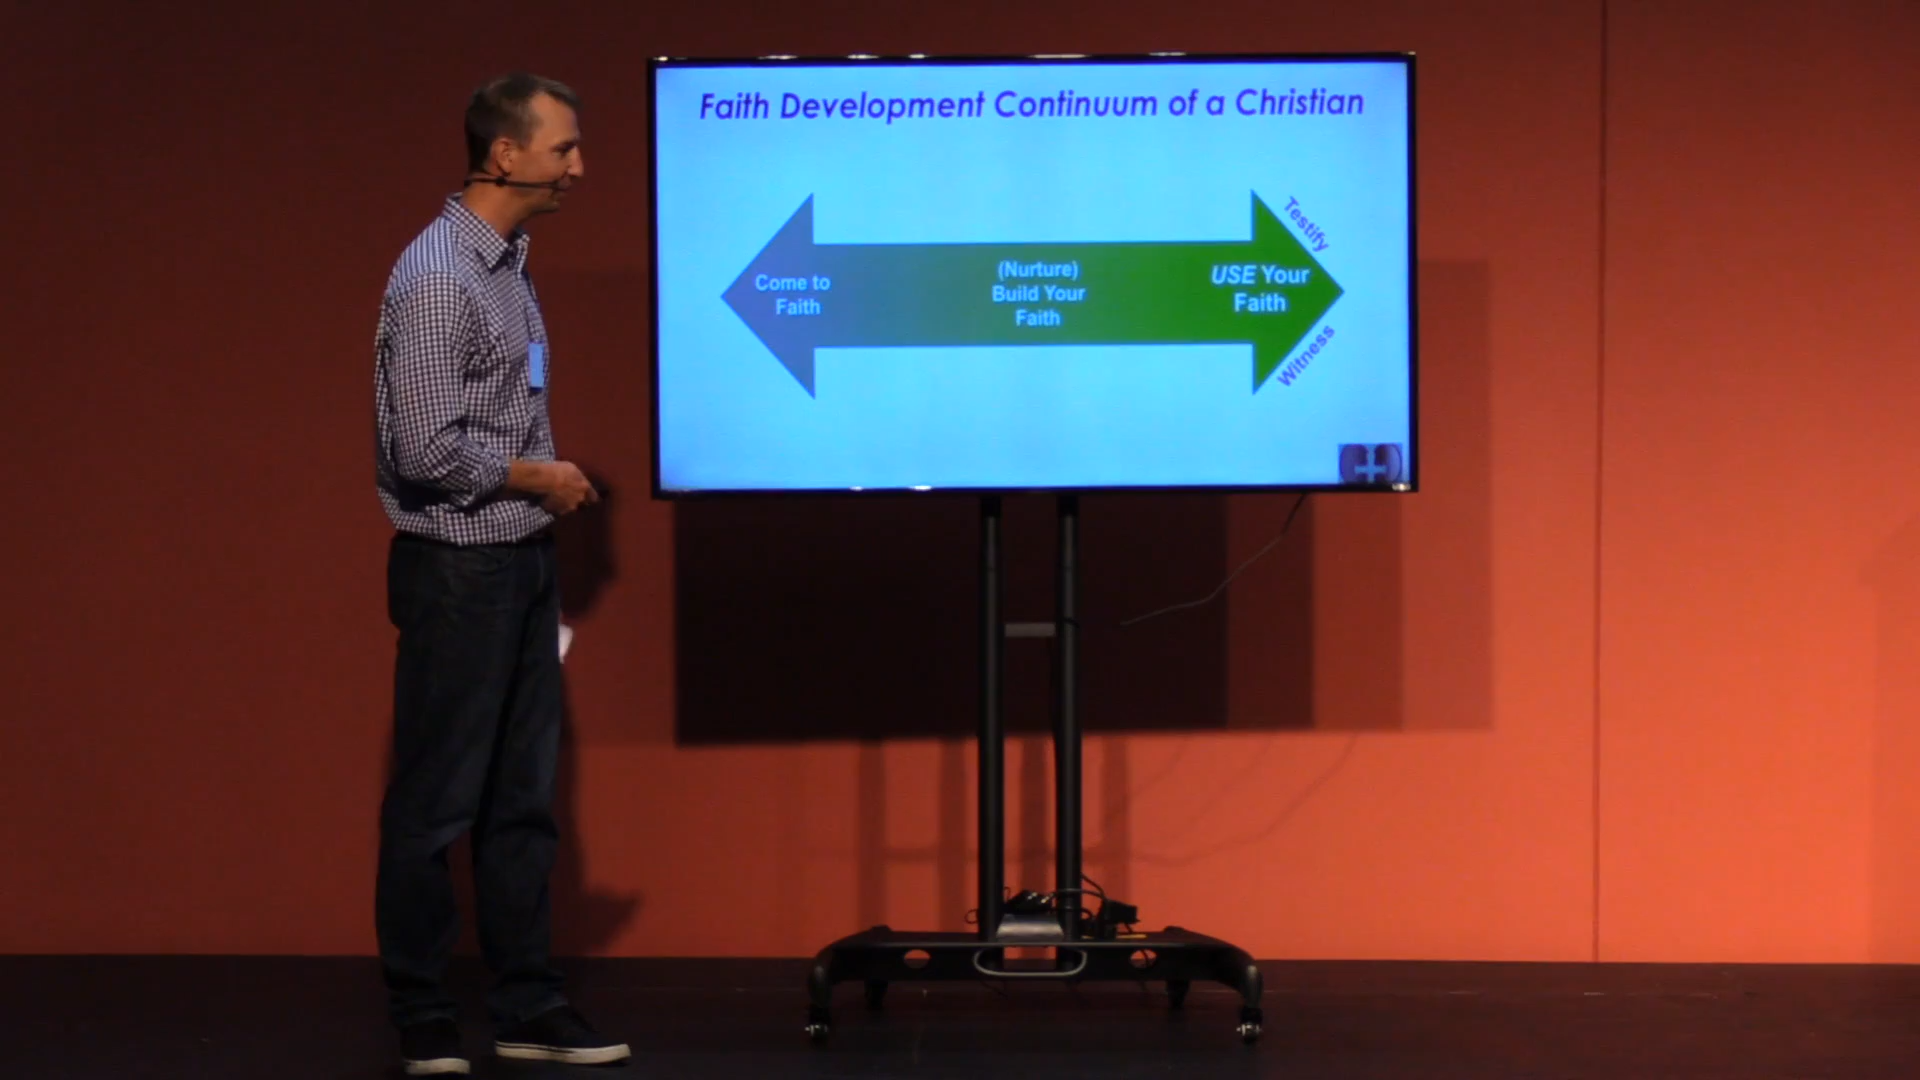 Faith Development Continuum of a Christian
Come to
Faith
(Nurture)
Build Your
Faith
USE Your
Faith
Testify
Witness